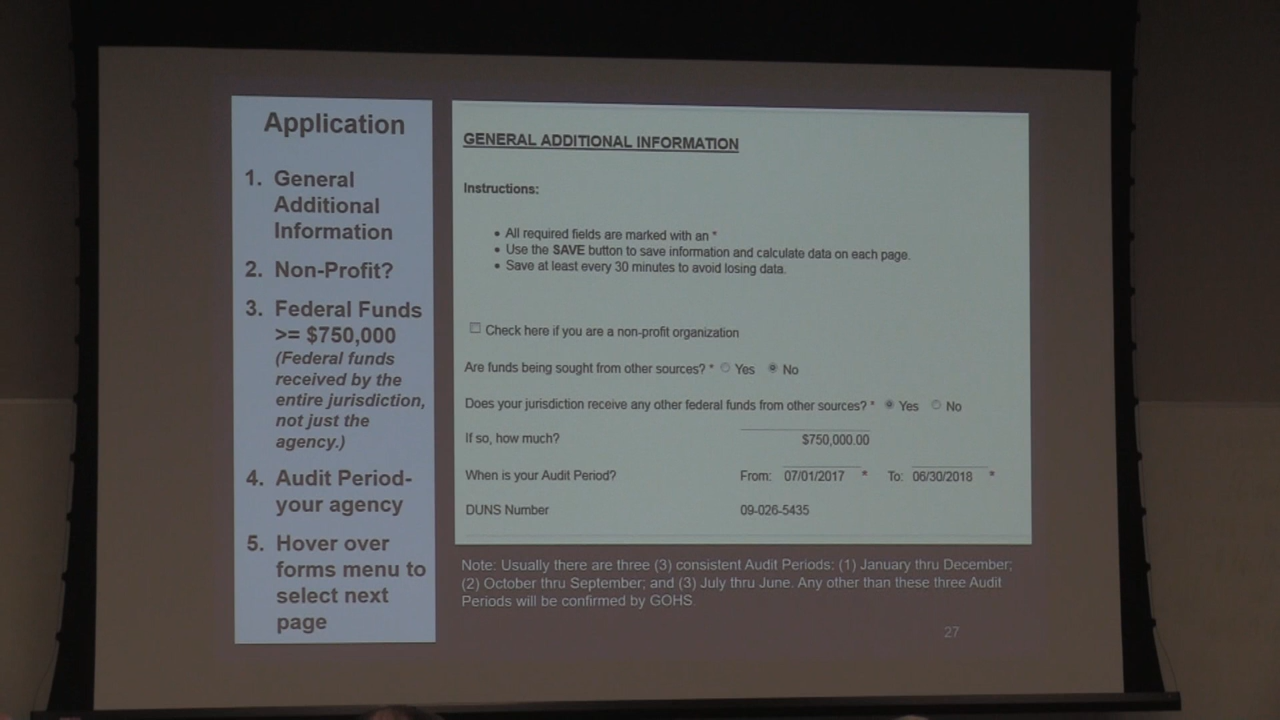 Application
1. General
Additional
Information
2. Non-Profit?
3. Federal Funds
>= $750,000
(Federal funds
received by the
entire jurisdiction,
not just the
agency.)
4. Audit Period-
your agency
5. Hover over
forms menu to
select next
page
GENERAL ADDITIONAL INFORMATION
Instructions:
• All required fields are marked with an *
• Use the SAVE button to save information and calculate data on each page.
• Save at least every 30 minutes to avoid losing data.
Check here if you are a non-profit organization
Are funds being sought from other sources? * Yes No
Does your jurisdiction receive any other federal funds from other sources? * Yes No
If so, how much? $750,000.00
When is your Audit Period? From: 07/01/2017 * To: 06/30/2018 *
DUNS Number 09-026-5435
Note: Usually there are three (3) consistent Audit Periods: (1) January thru December;
(2) October thru September; and (3) July thru June. Any other than these three Audit
Periods will be confirmed by GOHS.
27